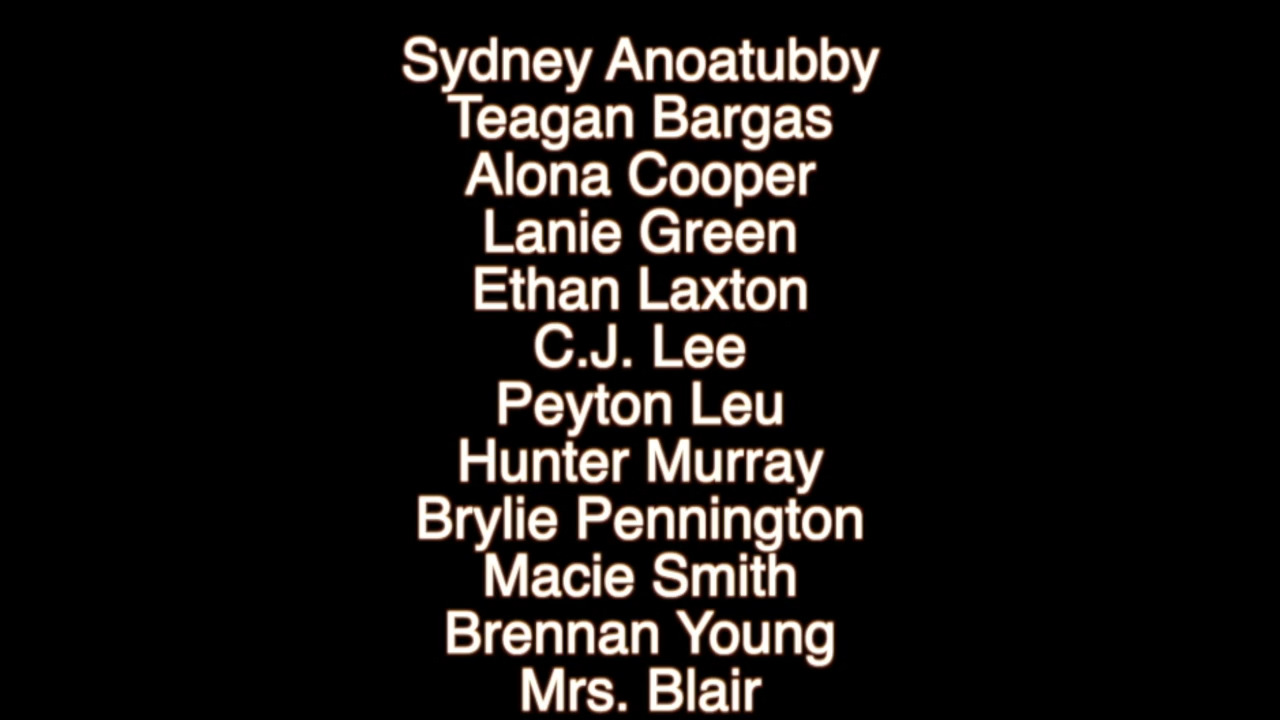 Sydney Anoatubby
Teagan Bargas
Alona Cooper
Lanie Green
Ethan Laxton
C.J. Lee
Peyton Leu
Hunter Murray
Brylie Pennington
Macie Smith
Brennan Young
Mrs. Blair